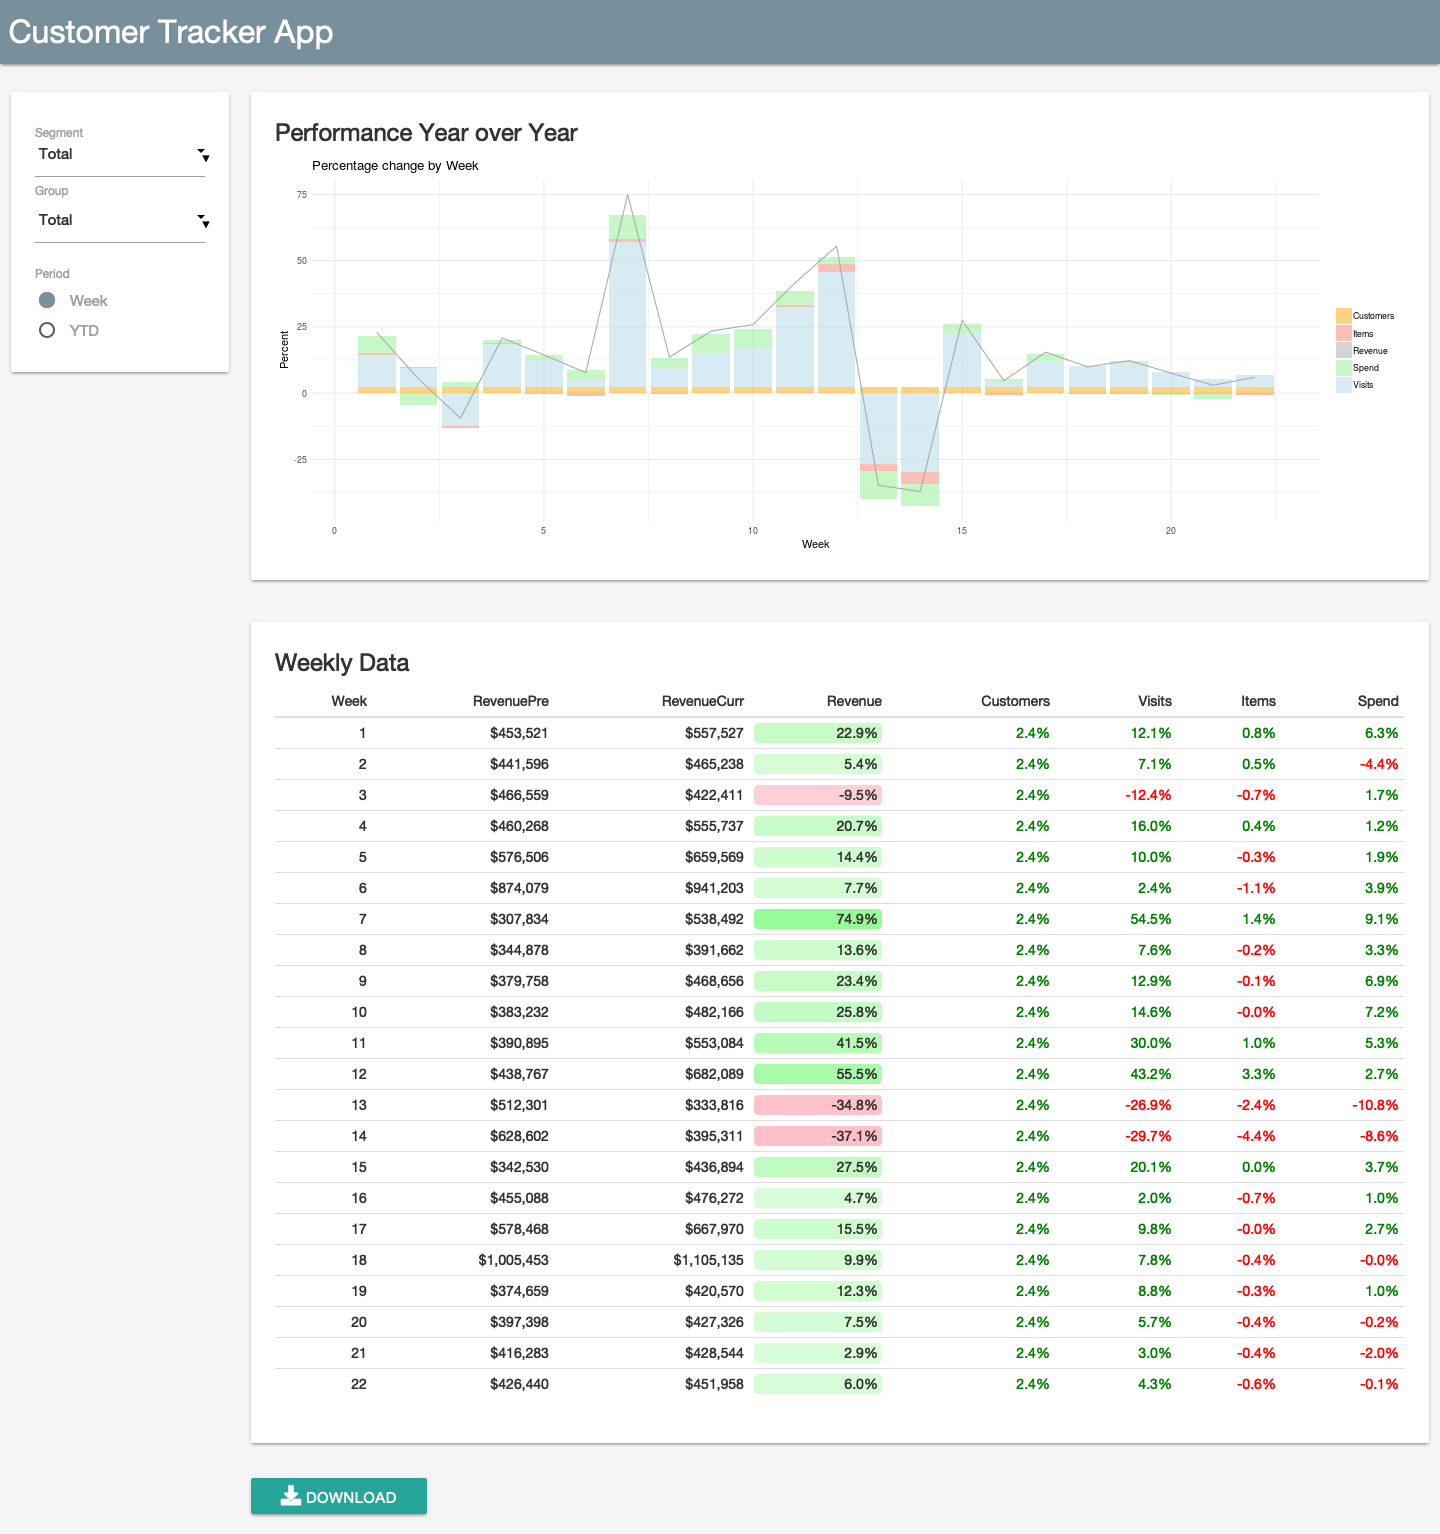 Customer Tracker App
Segment
Total
Group
Total
Period
Week
YTD
Performance Year over Year
Percentage change by Week
75
50
25
0
-25
Percent
0 5 10 15 20
Week
Customers
Items
Revenue
Spend
Visits
Weekly Data
Week RevenuePre RevenueCurr Revenue Customers Visits Items Spend
1 $453,521 $557,527 22.9% 2.4% 12.1% 0.8% 6.3%
2 $441,596 $465,238 5.4% 2.4% 7.1% 0.5% -4.4%
3 $466,559 $422,411 -9.5% 2.4% -12.4% -0.7% 1.7%
4 $460,268 $555,737 20.7% 2.4% 16.0% 0.4% 1.2%
5 $576,506 $659,569 14.4% 2.4% 10.0% -0.3% 1.9%
6 $874,079 $941,203 7.7% 2.4% 2.4% -1.1% 3.9%
7 $307,834 $538,492 74.9% 2.4% 54.5% 1.4% 9.1%
8 $344,878 $391,662 13.6% 2.4% 7.6% -0.2% 3.3%
9 $379,758 $468,656 23.4% 2.4% 12.9% -0.1% 6.9%
10 $383,232 $482,166 25.8% 2.4% 14.6% -0.0% 7.2%
11 $390,895 $553,084 41.5% 2.4% 30.0% 1.0% 5.3%
12 $438,767 $682,089 55.5% 2.4% 43.2% 3.3% 2.7%
13 $512,301 $333,816 -34.8% 2.4% -26.9% -2.4% -10.8%
14 $628,602 $395,311 -37.1% 2.4% -29.7% -4.4% -8.6%
15 $342,530 $436,894 27.5% 2.4% 20.1% 0.0% 3.7%
16 $455,088 $476,272 4.7% 2.4% 2.0% -0.7% 1.0%
17 $578,468 $667,970 15.5% 2.4% 9.8% -0.0% 2.7%
18 $1,005,453 $1,105,135 9.9% 2.4% 7.8% -0.4% -0.0%
19 $374,659 $420,570 12.3% 2.4% 8.8% -0.3% 1.0%
20 $397,398 $427,326 7.5% 2.4% 5.7% -0.4% -0.2%
21 $416,283 $428,544 2.9% 2.4% 3.0% -0.4% -2.0%
22 $426,440 $451,958 6.0% 2.4% 4.3% -0.6% -0.1%
DOWNLOAD